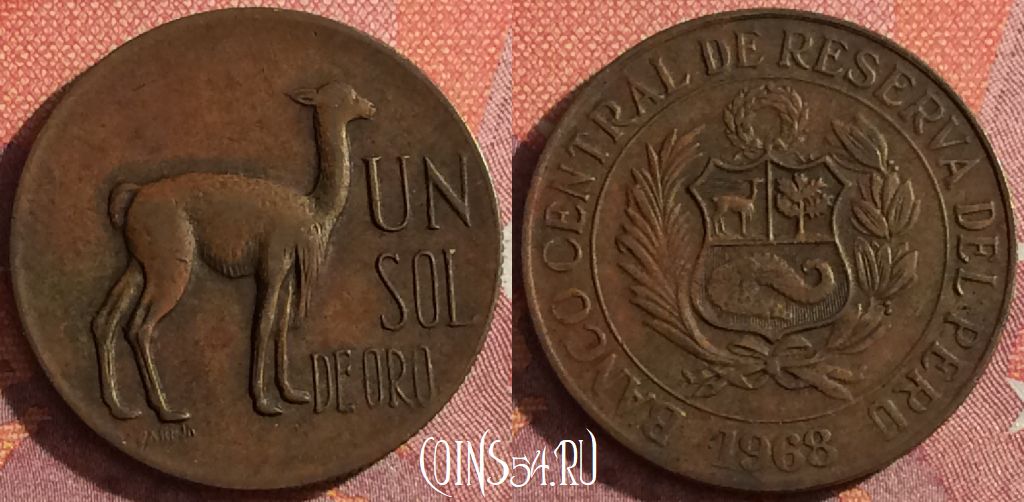 UN
SOL
DE ORO
BANCO CENTRAL DE RESERVA DEL PERU
1968
COINS54.RU